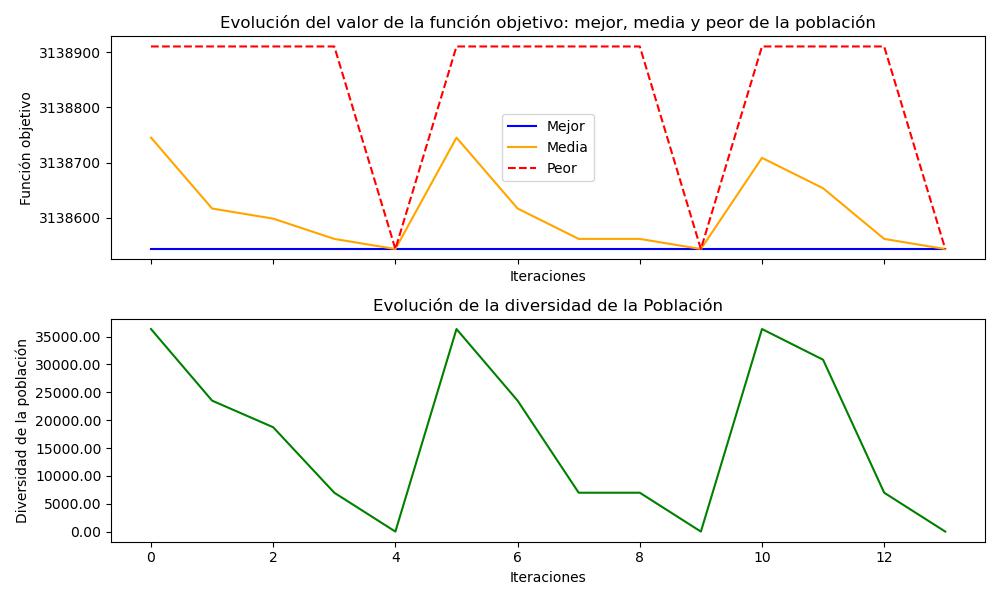 Evolución del valor de la función objetivo: mejor, media y peor de la población
Función objetivo
3138900
3138800
3138700
3138600
Mejor
Media
Peor
Iteraciones
Evolución de la diversidad de la Población
Diversidad de la población
35000.00
30000.00
25000.00
20000.00
15000.00
10000.00
5000.00
0.00
0 2 4 6 8 10 12
Iteraciones